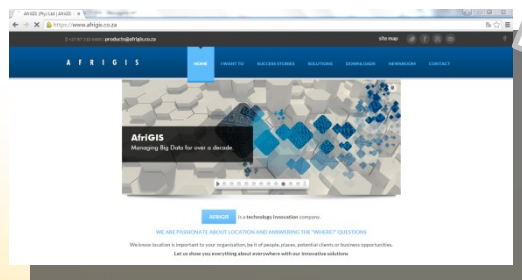 https://www.afrigis.co.za
products@afrigis.co.za
site map
A F R I G I S
HOME
I WANT TO
SUCCESS STORIES
SOLUTIONS
DOWNLOADS
NEWSROOM
CONTACT
AfriGIS
Managing Big Data for over a decade.
AFRIGIS is a technology innovation company.
WE ARE PASSIONATE ABOUT LOCATION AND ANSWERING THE "WHERE?" QUESTIONS
We know location is important to your organisation, be it of people, places, potential clients or business opportunities.
Let us show you everything about everywhere with our innovative solutions